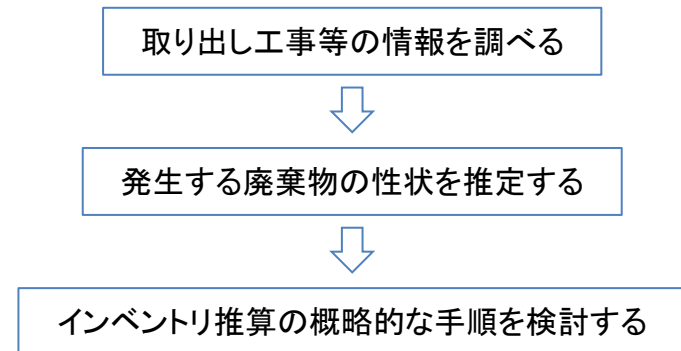 取り出し工事等の情報を調べる
発生する廃棄物の性状を推定する
インベントリ推算の概略的な手順を検討する